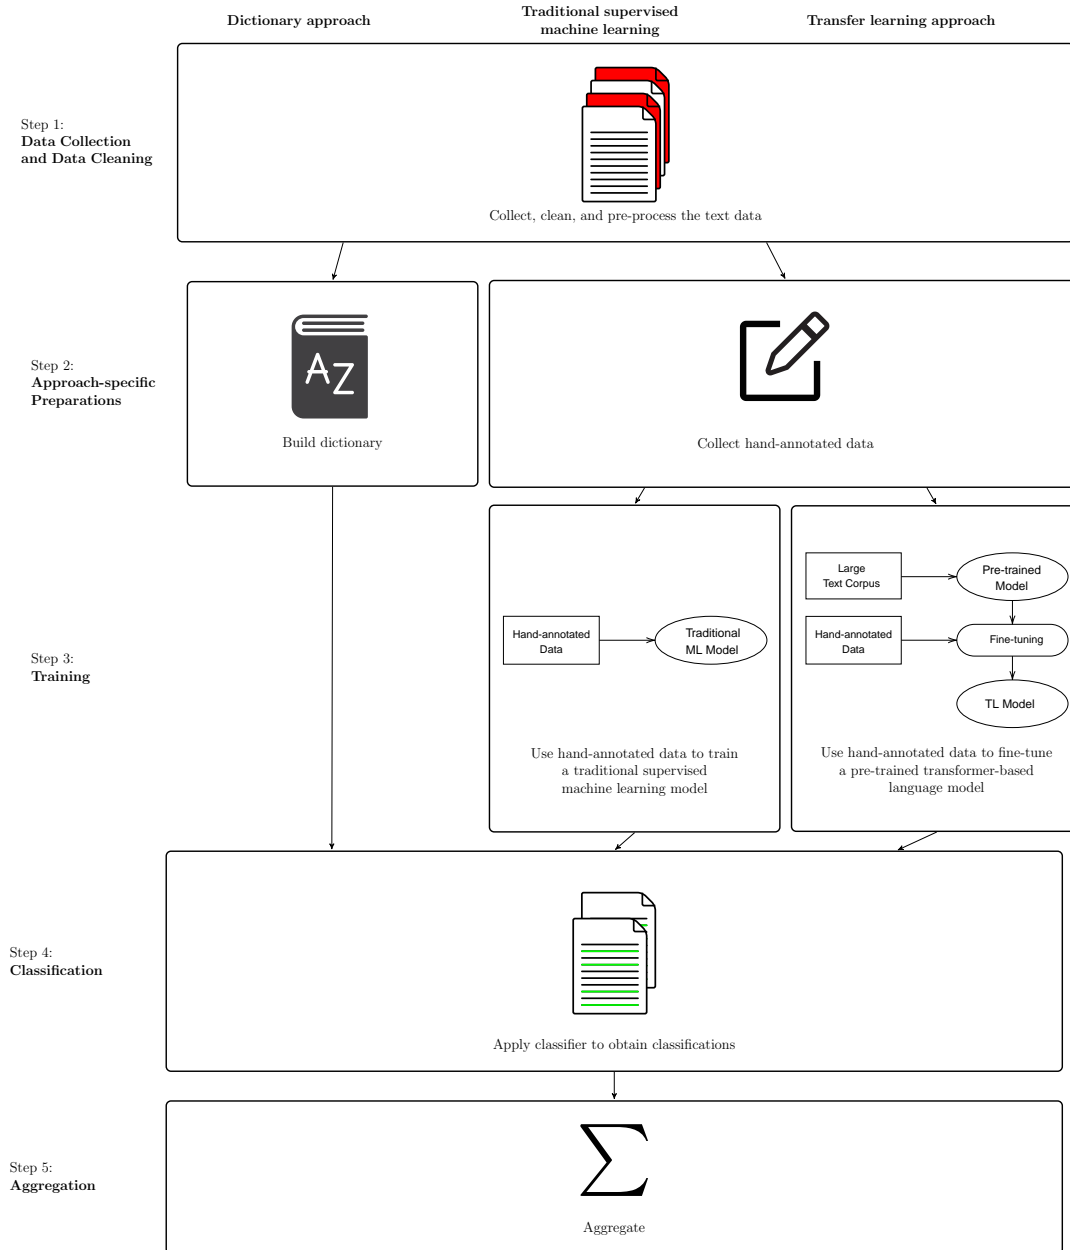 Dictionary approach
Traditional supervised
machine learning
Transfer learning approach
Step 1:
Data Collection
and Data Cleaning
Collect, clean, and pre-process the text data
Step 2:
Approach-specific
Preparations
A Z
Build dictionary
Collect hand-annotated data
Step 3:
Training
Hand-annotated
Data
Traditional
ML Model
Use hand-annotated data to train
a traditional supervised
machine learning model
Large
Text Corpus
Pre-trained
Model
Hand-annotated
Data
Fine-tuning
TL Model
Use hand-annotated data to fine-tune
a pre-trained transformer-based
language model
Step 4:
Classification
Apply classifier to obtain classifications
Step 5:
Aggregation
Σ
Aggregate